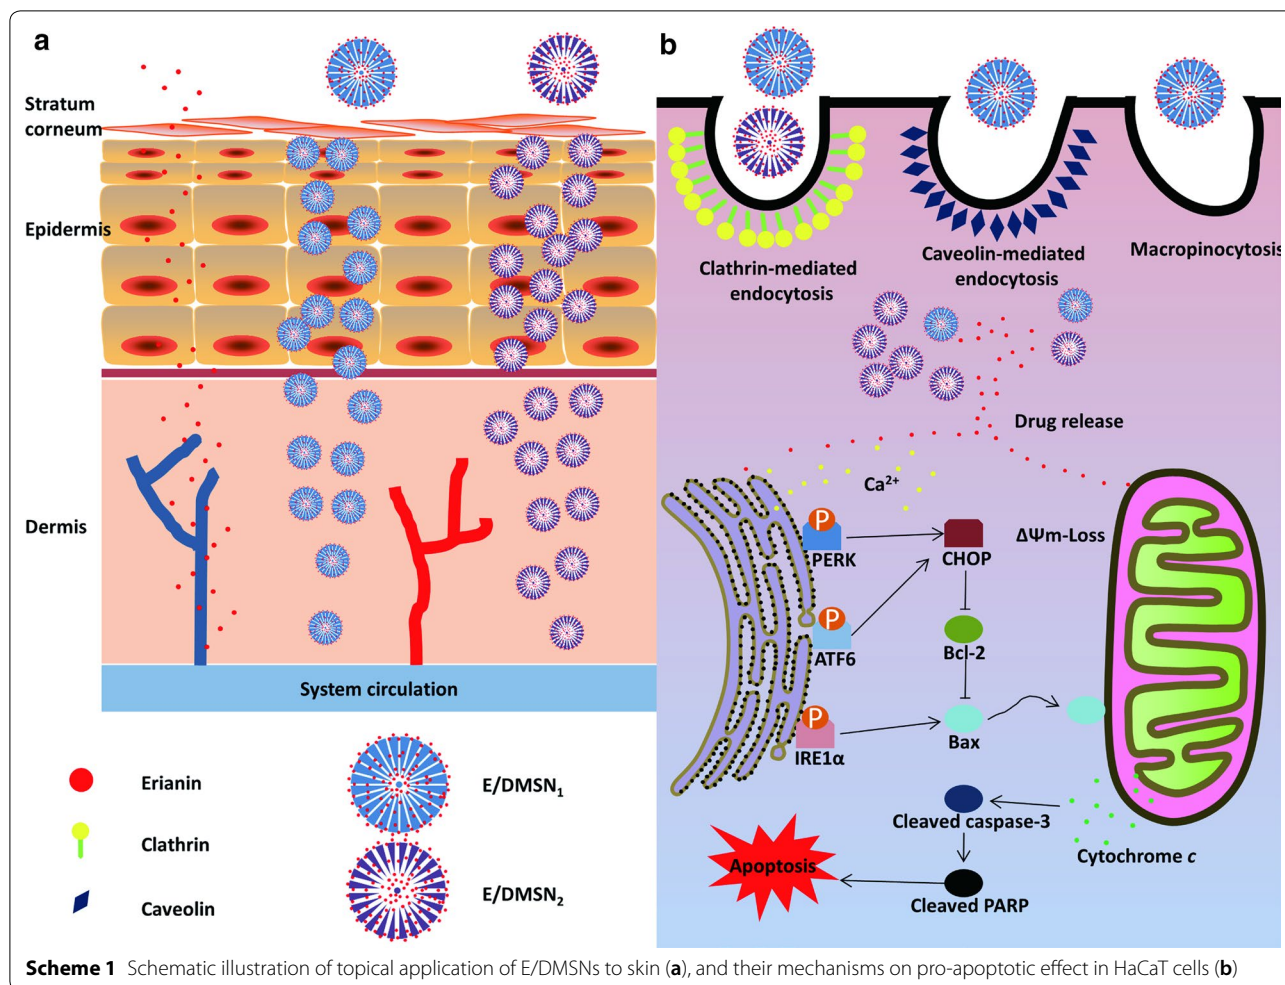 a
Stratum
corneum
Epidermis
Dermis
System circulation
Erianin
Clathrin
Caveolin
E/DMSN₁
E/DMSN₂
b
Clathrin-mediated
endocytosis
Caveolin-mediated
endocytosis
Macropinocytosis
Drug release
Ca²⁺
P
PERK
CHOP
ΔΨm-Loss
P
ATF6
Bcl-2
P
IRE1α
Bax
Cleaved caspase-3
Cytochrome c
Apoptosis
Cleaved PARP
Scheme 1 Schematic illustration of topical application of E/DMSNs to skin (a), and their mechanisms on pro-apoptotic effect in HaCaT cells (b)